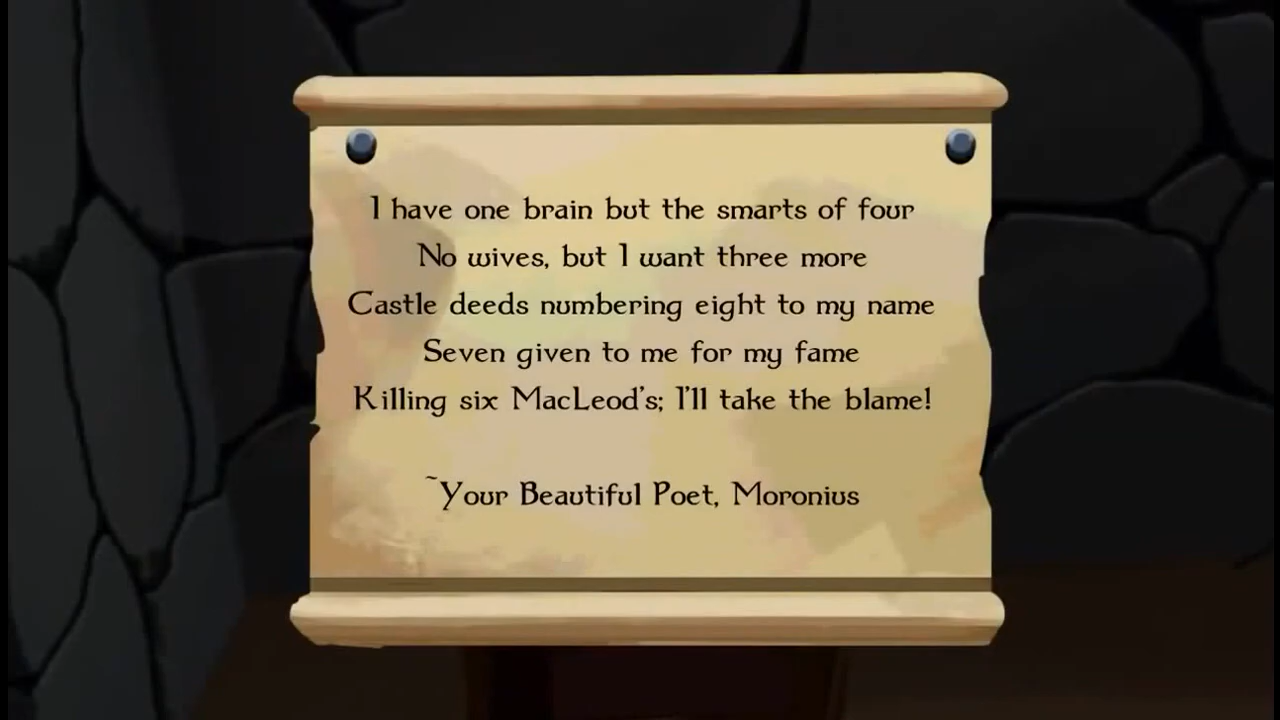 I have one brain but the smarts of four
No wives, but I want three more
Castle deeds numbering eight to my name
Seven given to me for my fame
Killing six MacLeod's; I'll take the blame!
~Your Beautiful Poet, Moronius